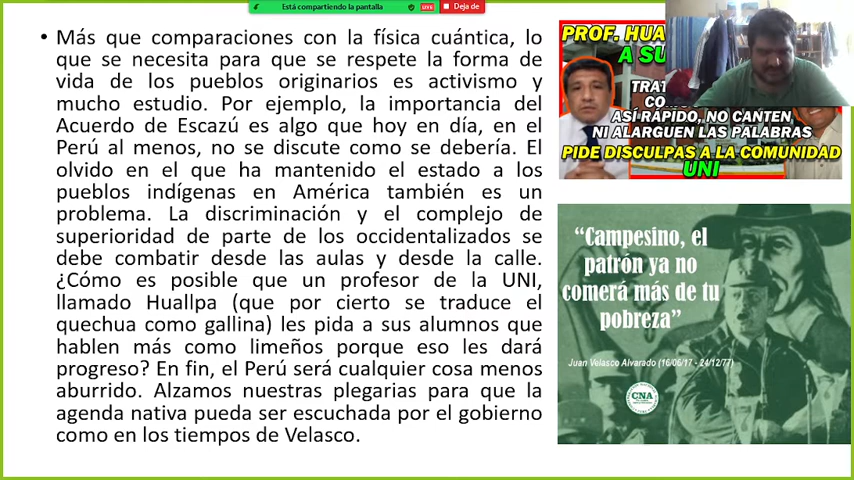 Está compartiendo la pantalla
LIVE
Deja de
• Más que comparaciones con la física cuántica, lo
que se necesita para que se respete la forma de
vida de los pueblos originarios es activismo y
mucho estudio. Por ejemplo, la importancia del
Acuerdo de Escazú es algo que hoy en día, en el
Perú al menos, no se discute como se debería. El
olvido en el que ha mantenido el estado a los
pueblos indígenas en América también es un
problema. La discriminación y el complejo de
superioridad de parte de los occidentalizados se
debe combatir desde las aulas y desde la calle.
¿Cómo es posible que un profesor de la UNI,
llamado Huallpa (que por cierto se traduce el
quechua como gallina) les pida a sus alumnos que
hablen más como limeños porque eso les dará
progreso? En fin, el Perú será cualquier cosa menos
aburrido. Alzamos nuestras plegarias para que la
agenda nativa pueda ser escuchada por el gobierno
como en los tiempos de Velasco.
PROF. HUA
A SU
TRAT
CO
ASÍ RÁPIDO, NO CANTEN
NI ALARGUEN LAS PALABRAS
PIDE DISCULPAS A LA COMUNIDAD
UNI
“Campesino, el
patrón ya no
comerá más de tu
pobreza”
Juan Velasco Alvarado (16/06/17 - 24/12/77)
CNA